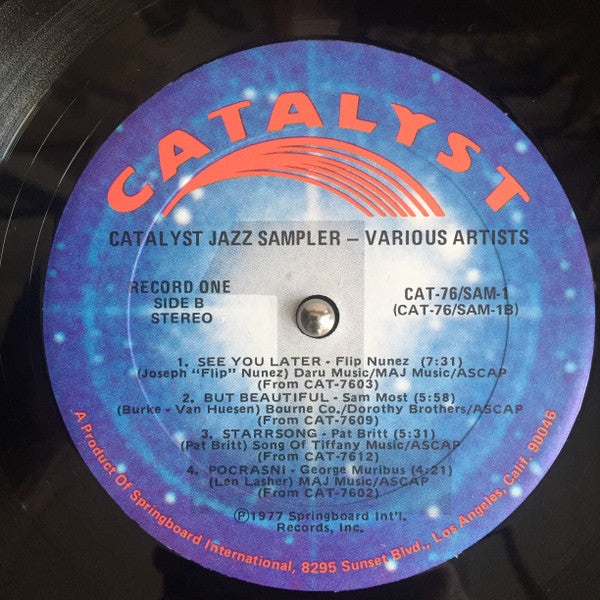 CATALYST
CATALYST JAZZ SAMPLER – VARIOUS ARTISTS
RECORD ONE
SIDE B
STEREO
CAT-76/SAM-1
(CAT-76/SAM-1B)
1. SEE YOU LATER - Flip Nunez (7:31)
(Joseph "Flip" Nunez) Daru Music/MAJ Music/ASCAP
(From CAT-7603)
2. BUT BEAUTIFUL - Sam Most (5:58)
(Burke - Van Huesen) Bourne Co./Dorothy Brothers/ASCAP
(From CAT-7609)
3. STARRSONG - Pat Britt (5:31)
(Pat Britt) Song Of Tiffany Music/ASCAP
(From CAT-7612)
4. POCRASNI - George Muribus (4:21)
(Len Lasher) MAJ Music/ASCAP
(From CAT-7602)
Ⓟ1977 Springboard Int'l.
Records, Inc.
A Product Of Springboard International, 8295 Sunset Blvd., Los Angeles, Calif. 90046